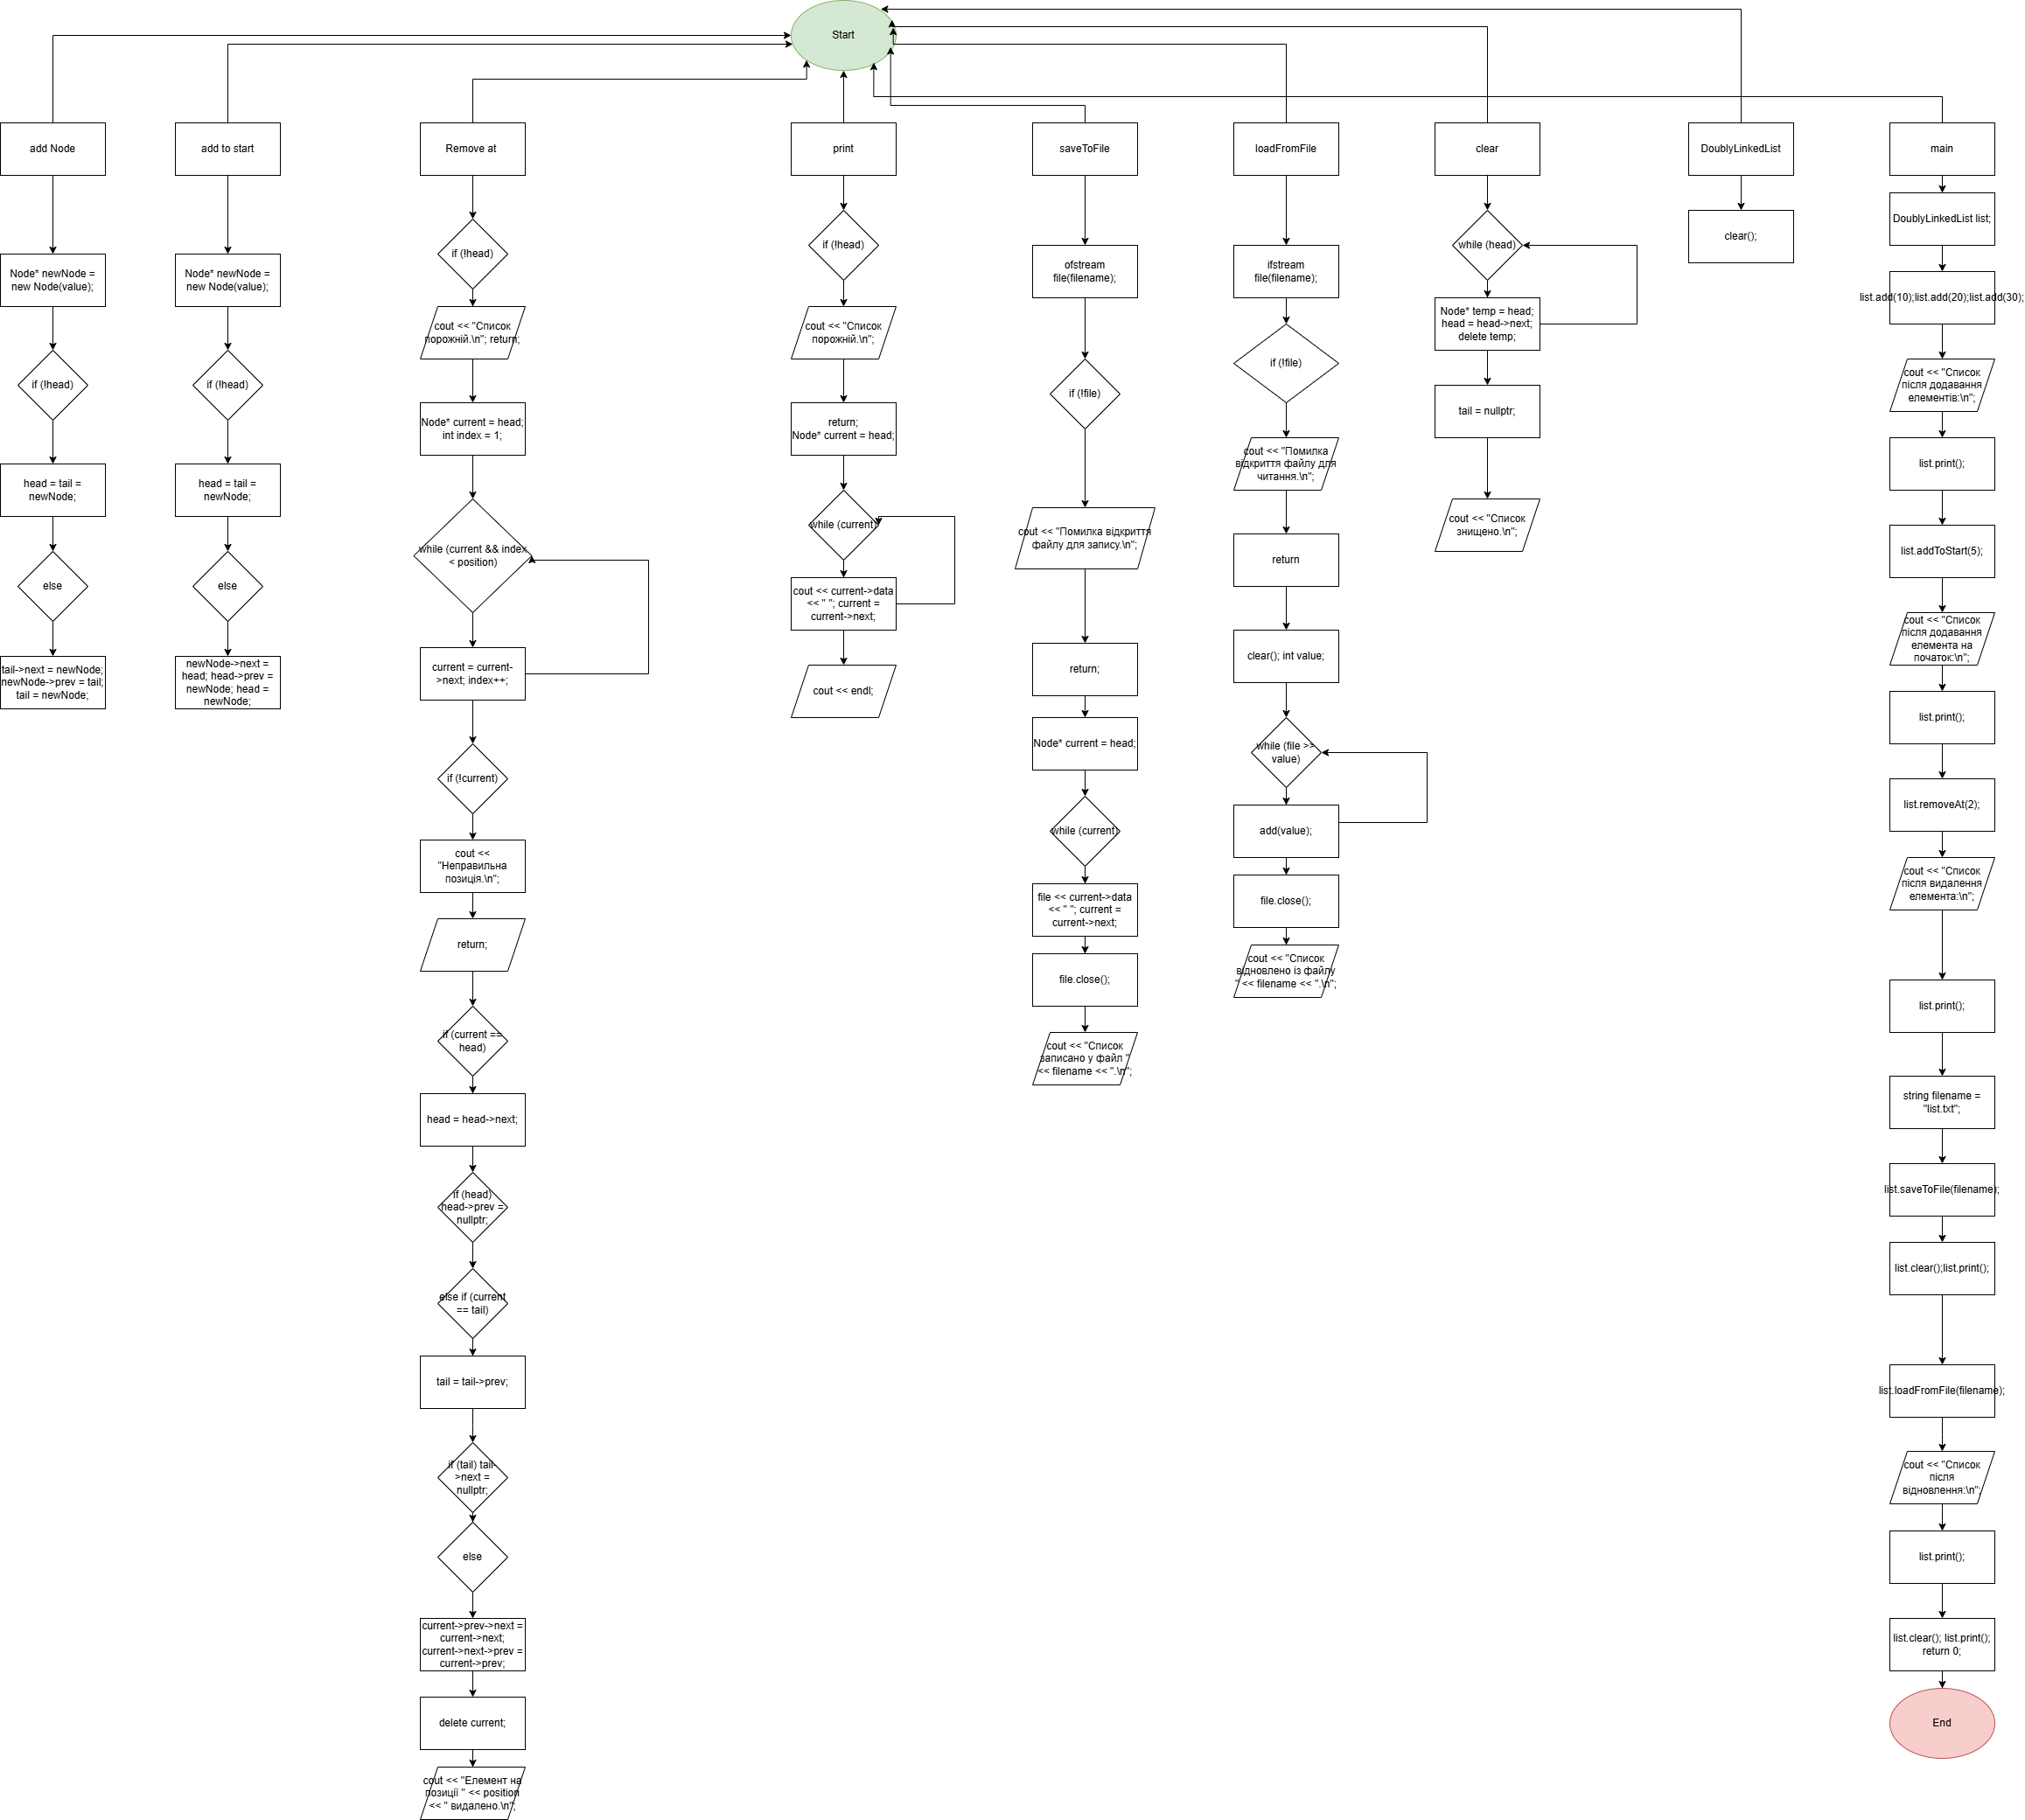 Start
add Node
Node* newNode =
new Node(value);
if (!head)
head = tail =
newNode;
else
tail->next = newNode;
newNode->prev = tail;
tail = newNode;
add to start
Node* newNode =
new Node(value);
if (!head)
head = tail =
newNode;
else
newNode->next =
head; head->prev =
newNode; head =
newNode;
Remove at
if (!head)
cout << "Список
порожній.\n"; return;
Node* current = head;
int index = 1;
while (current && index
< position)
current = current-
>next; index++;
if (!current)
cout <<
"Неправильна
позиція.\n";
return;
if (current ==
head)
head = head->next;
if (head)
head->prev =
nullptr;
else if (current
== tail)
tail = tail->prev;
if (tail) tail-
>next =
nullptr;
else
current->prev->next =
current->next;
current->next->prev =
current->prev;
delete current;
cout << "Елемент на
позиції " << position
<< " видалено.\n";
print
if (!head)
cout << "Список
порожній.\n";
return;
Node* current = head;
while (current)
cout << current->data
<< " "; current =
current->next;
cout << endl;
saveToFile
ofstream
file(filename);
if (!file)
cout << "Помилка відкриття
файлу для запису.\n";
return;
Node* current = head;
while (current)
file << current->data
<< " "; current =
current->next;
file.close();
cout << "Список
записано у файл "
<< filename << ".\n";
loadFromFile
ifstream
file(filename);
if (!file)
cout << "Помилка
відкриття файлу для
читання.\n";
return
clear(); int value;
while (file >>
value)
add(value);
file.close();
cout << "Список
відновлено із файлу
" << filename << ".\n";
clear
while (head)
Node* temp = head;
head = head->next;
delete temp;
tail = nullptr;
cout << "Список
знищено.\n";
DoublyLinkedList
clear();
main
DoublyLinkedList list;
list.add(10);list.add(20);list.add(30);
cout << "Список
після додавання
елементів:\n";
list.print();
list.addToStart(5);
cout << "Список
після додавання
елемента на
початок:\n";
list.print();
list.removeAt(2);
cout << "Список
після видалення
елемента:\n";
list.print();
string filename =
"list.txt";
list.saveToFile(filename);
list.clear();list.print();
list.loadFromFile(filename);
cout << "Список
після
відновлення:\n";
list.print();
list.clear(); list.print();
return 0;
End